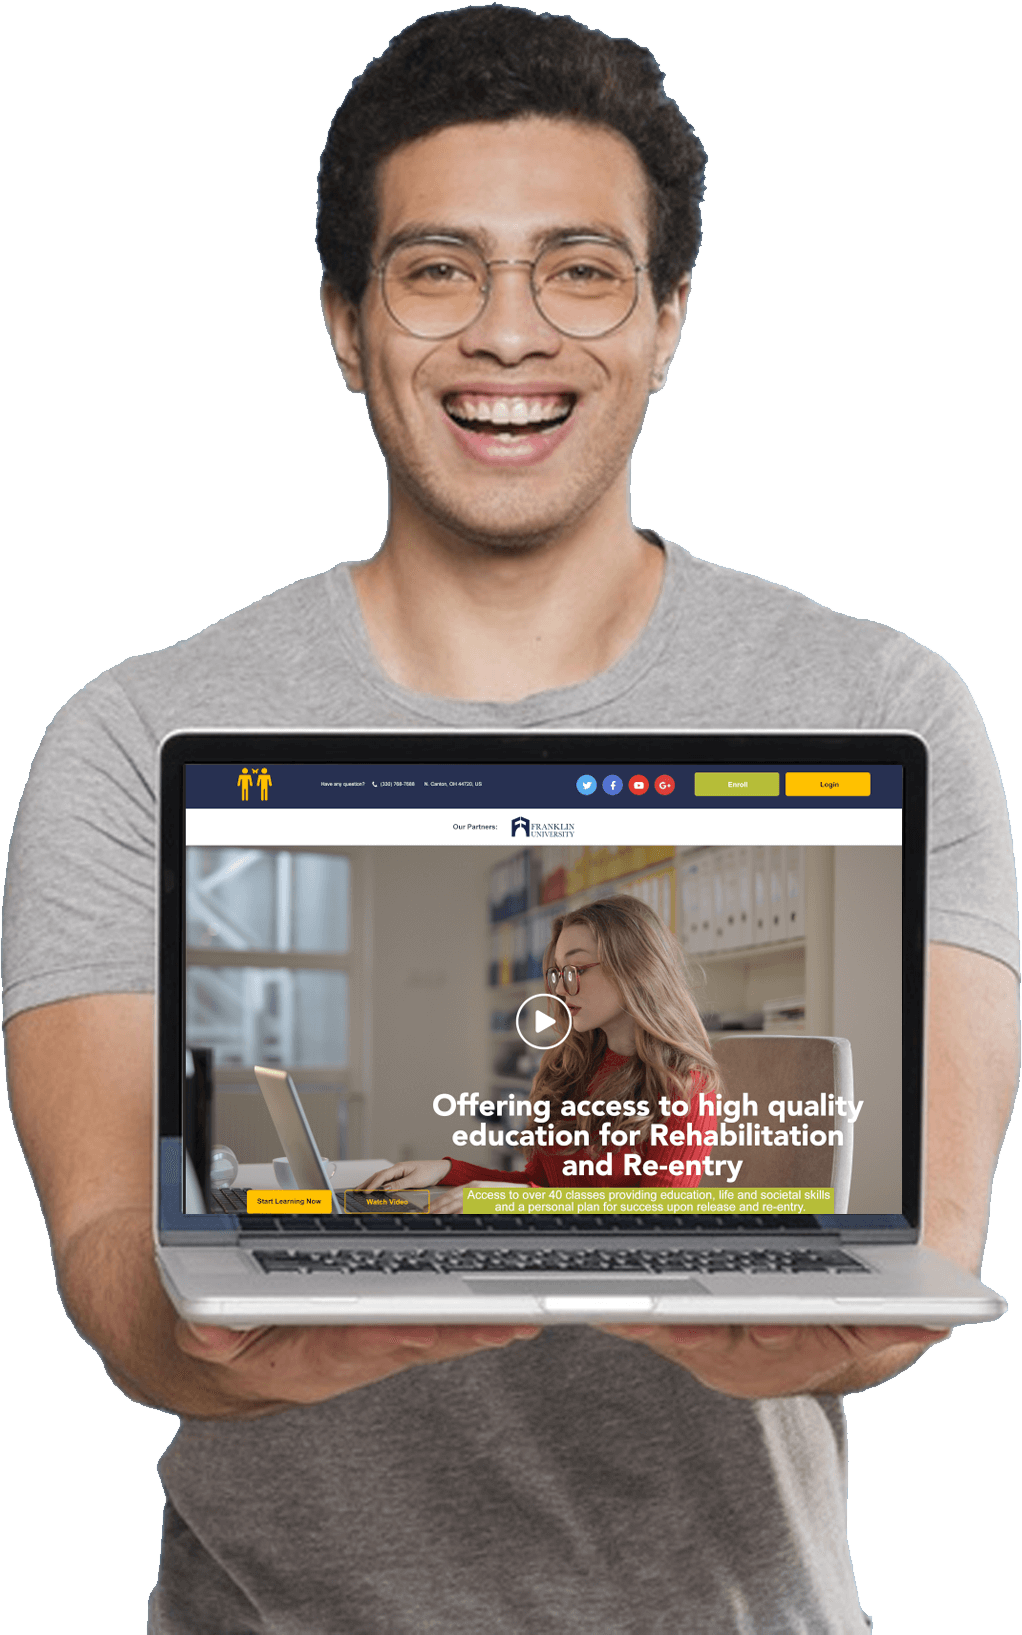 Have any question? (330) 768-7688 N. Canton, OH 44720, US
Enroll
Login
Our Partners:
FRANKLIN
UNIVERSITY
Offering access to high quality
education for Rehabilitation
and Re-entry
Start Learning Now
Watch Video
Access to over 40 classes providing education, life and societal skills
and a personal plan for success upon release and re-entry.